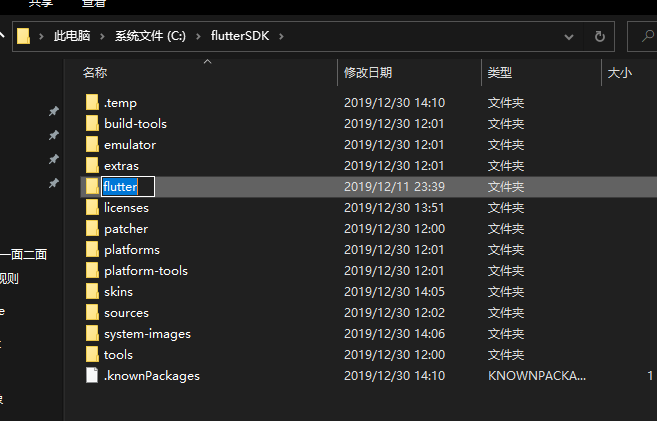 共享 查看
此电脑 系统文件 (C:) flutterSDK
名称 修改日期 类型 大小
.temp 2019/12/30 14:10 文件夹
build-tools 2019/12/30 12:01 文件夹
emulator 2019/12/30 12:01 文件夹
extras 2019/12/30 12:01 文件夹
flutter 2019/12/11 23:39 文件夹
licenses 2019/12/30 13:51 文件夹
patcher 2019/12/30 12:00 文件夹
一面二面 platforms 2019/12/30 12:01 文件夹
规则 platform-tools 2019/12/30 12:01 文件夹
skins 2019/12/30 14:05 文件夹
e sources 2019/12/30 12:02 文件夹
system-images 2019/12/30 14:06 文件夹
tools 2019/12/30 12:00 文件夹
.knownPackages 2019/12/30 14:10 KNOWNPACKA... 1